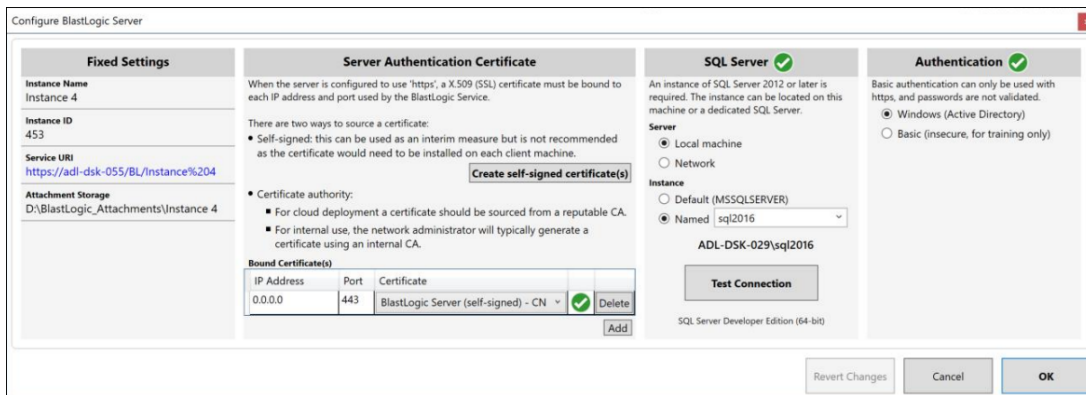 Configure BlastLogic Server
Fixed Settings
Instance Name
Instance 4
Instance ID
453
Service URI
https://adl-dsk-055/BL/Instance%204
Attachment Storage
D:\BlastLogic_Attachments\Instance 4
Server Authentication Certificate
When the server is configured to use 'https', a X.509 (SSL) certificate must be bound to
each IP address and port used by the BlastLogic Service.
There are two ways to source a certificate:
• Self-signed: this can be used as an interim measure but is not recommended
as the certificate would need to be installed on each client machine.
Create self-signed certificate(s)
• Certificate authority:
▪ For cloud deployment a certificate should be sourced from a reputable CA.
▪ For internal use, the network administrator will typically generate a
certificate using an internal CA.
Bound Certificate(s)
IP Address Port Certificate
0.0.0.0 443 BlastLogic Server (self-signed) - CN Delete
Add
SQL Server
An instance of SQL Server 2012 or later is
required. The instance can be located on this
machine or a dedicated SQL Server.
Server
Local machine
Network
Instance
Default (MSSQLSERVER)
Named sql2016
ADL-DSK-029\sql2016
Test Connection
SQL Server Developer Edition (64-bit)
Authentication
Basic authentication can only be used with
https, and passwords are not validated.
Windows (Active Directory)
Basic (insecure, for training only)
Revert Changes Cancel OK